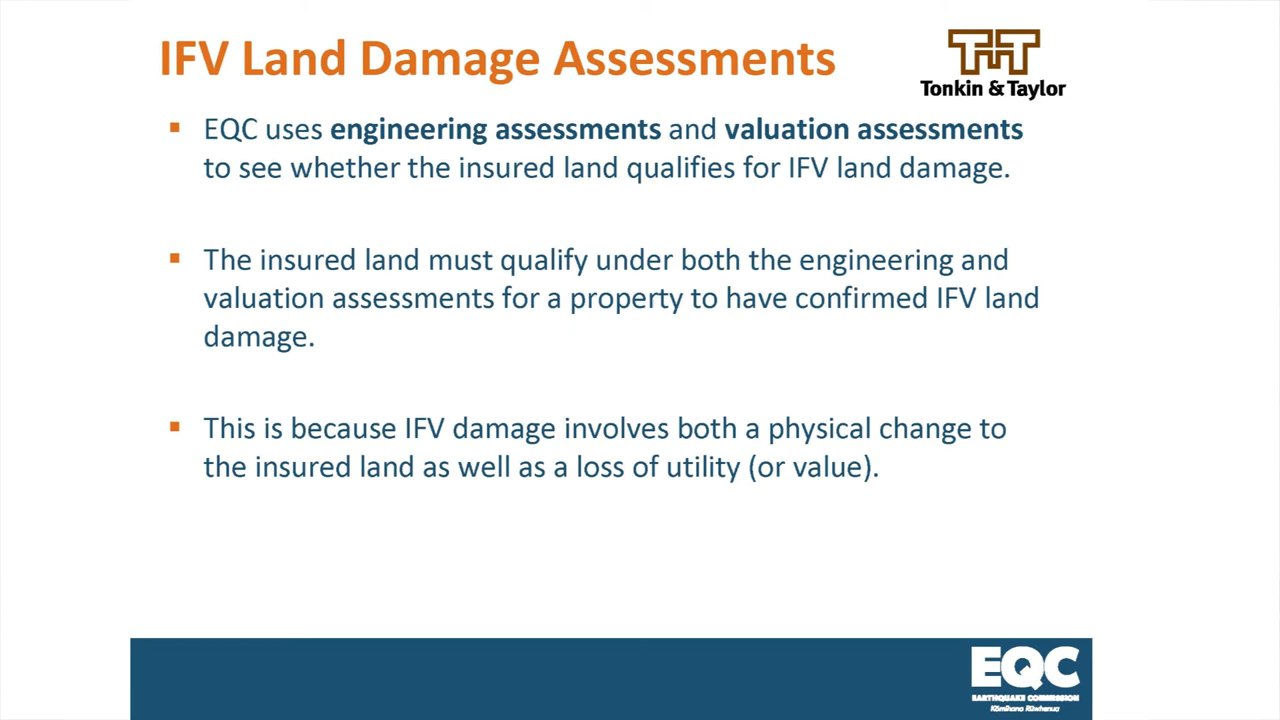 IFV Land Damage Assessments
TTT
Tonkin & Taylor
▪ EQC uses engineering assessments and valuation assessments
to see whether the insured land qualifies for IFV land damage.
▪ The insured land must qualify under both the engineering and
valuation assessments for a property to have confirmed IFV land
damage.
▪ This is because IFV damage involves both a physical change to
the insured land as well as a loss of utility (or value).
EQC
EARTHQUAKE COMMISSION
Kōmihana Rūwhenua